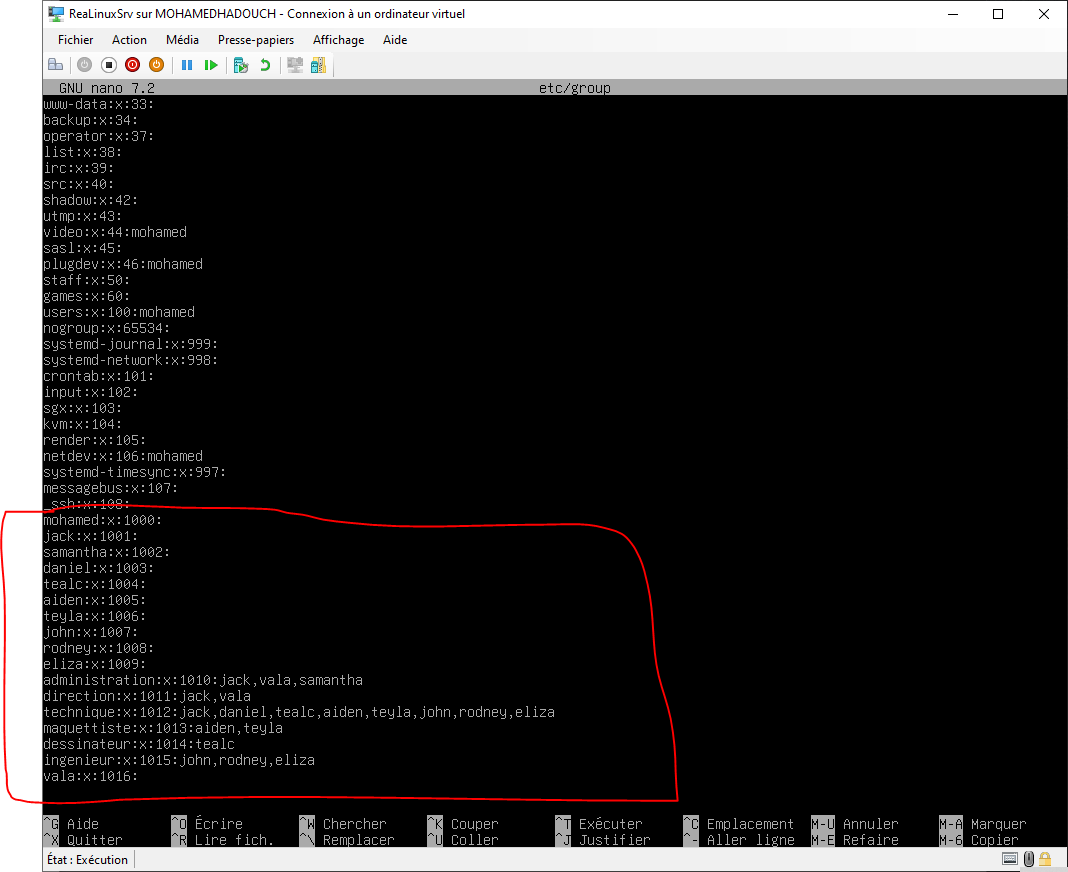 ReaLinuxSrv sur MOHAMEDHADOUCH - Connexion à un ordinateur virtuel
Fichier Action Média Presse-papiers Affichage Aide
GNU nano 7.2 etc/group
www-data:x:33:
backup:x:34:
operator:x:37:
list:x:38:
irc:x:39:
src:x:40:
shadow:x:42:
utmp:x:43:
video:x:44:mohamed
sasl:x:45:
plugdev:x:46:mohamed
staff:x:50:
games:x:60:
users:x:100:mohamed
nogroup:x:65534:
systemd-journal:x:999:
systemd-network:x:998:
crontab:x:101:
input:x:102:
sgx:x:103:
kvm:x:104:
render:x:105:
netdev:x:106:mohamed
systemd-timesync:x:997:
messagebus:x:107:
_ssh:x:108:
mohamed:x:1000:
jack:x:1001:
samantha:x:1002:
daniel:x:1003:
tealc:x:1004:
aiden:x:1005:
teyla:x:1006:
john:x:1007:
rodney:x:1008:
eliza:x:1009:
administration:x:1010:jack,vala,samantha
direction:x:1011:jack,vala
technique:x:1012:jack,daniel,tealc,aiden,teyla,john,rodney,eliza
maquettiste:x:1013:aiden,teyla
dessinateur:x:1014:tealc
ingenieur:x:1015:john,rodney,eliza
vala:x:1016:
^G Aide ^O Écrire ^W Chercher ^K Couper ^T Exécuter ^C Emplacement M-U Annuler M-A Marquer
^X Quitter ^R Lire fich. ^\ Remplacer ^U Coller ^J Justifier ^- Aller ligne M-E Refaire M-6 Copier
État : Exécution